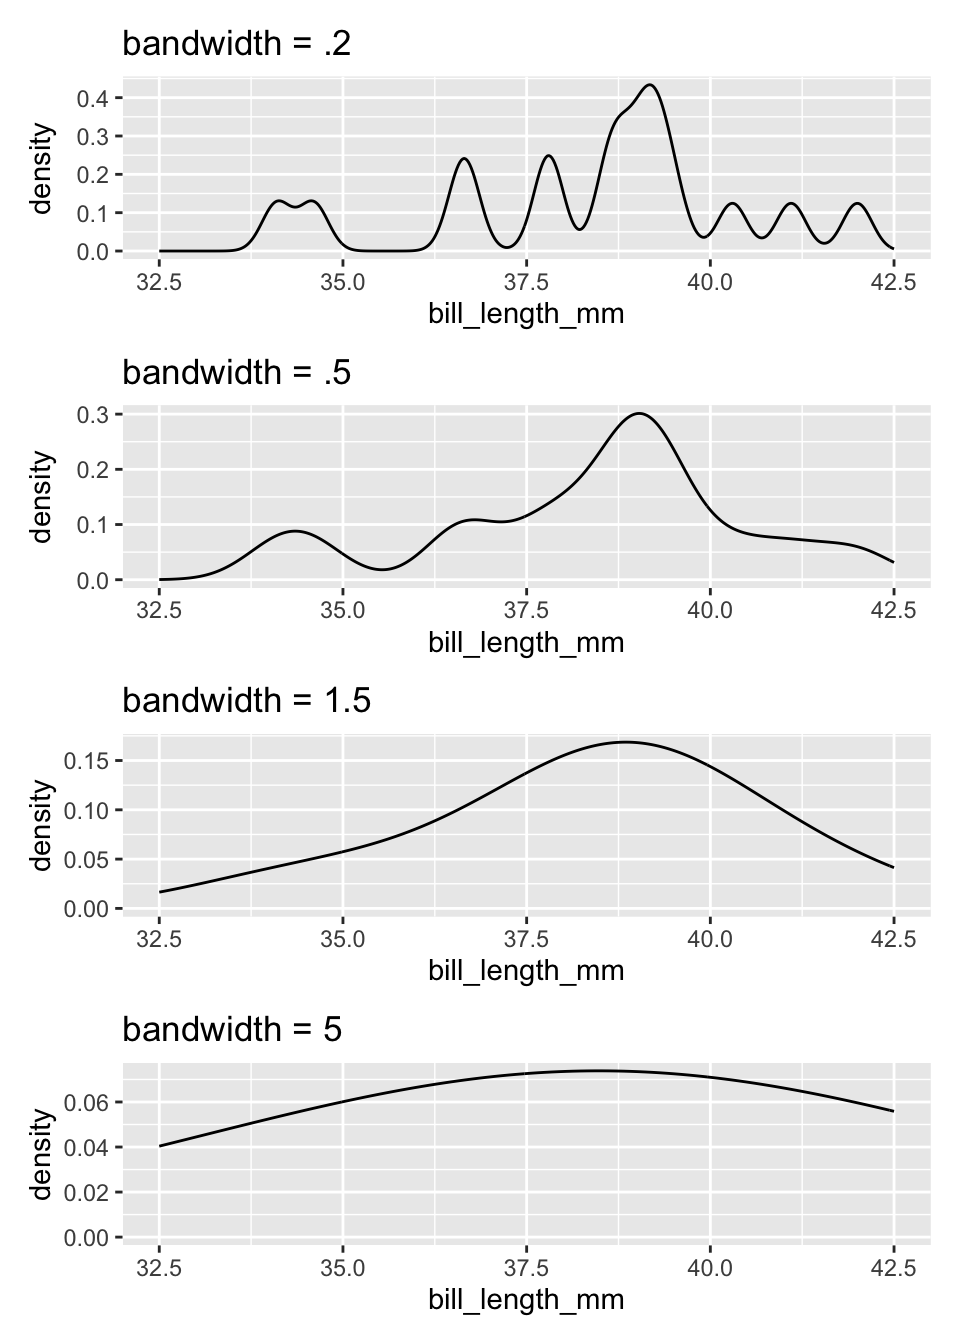 bandwidth = .2
density
0.4
0.3
0.2
0.1
0.0
32.5 35.0 37.5 40.0 42.5
bill_length_mm
bandwidth = .5
density
0.3
0.2
0.1
0.0
32.5 35.0 37.5 40.0 42.5
bill_length_mm
bandwidth = 1.5
density
0.15
0.10
0.05
0.00
32.5 35.0 37.5 40.0 42.5
bill_length_mm
bandwidth = 5
density
0.06
0.04
0.02
0.00
32.5 35.0 37.5 40.0 42.5
bill_length_mm